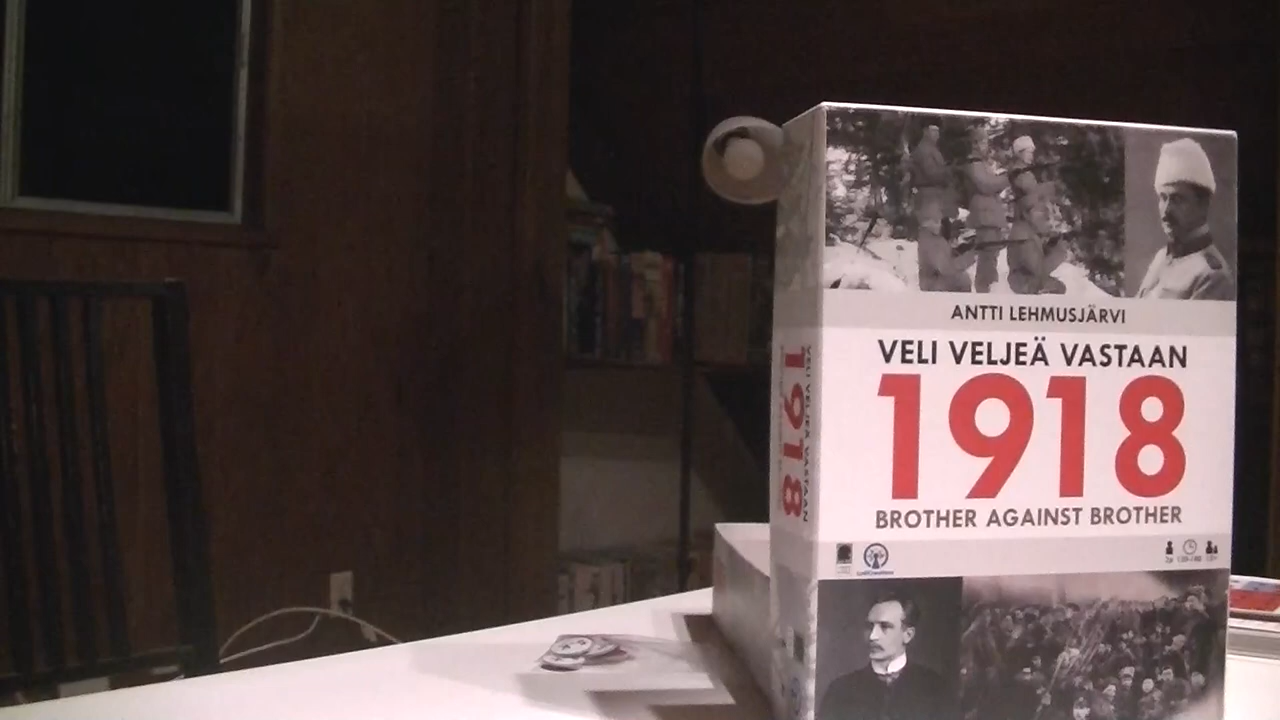 ANTTI LEHMUSJÄRVI
VELI VELJEÄ VASTAAN
1918
BROTHER AGAINST BROTHER
VELI VELJEÄ VASTAAN
1918